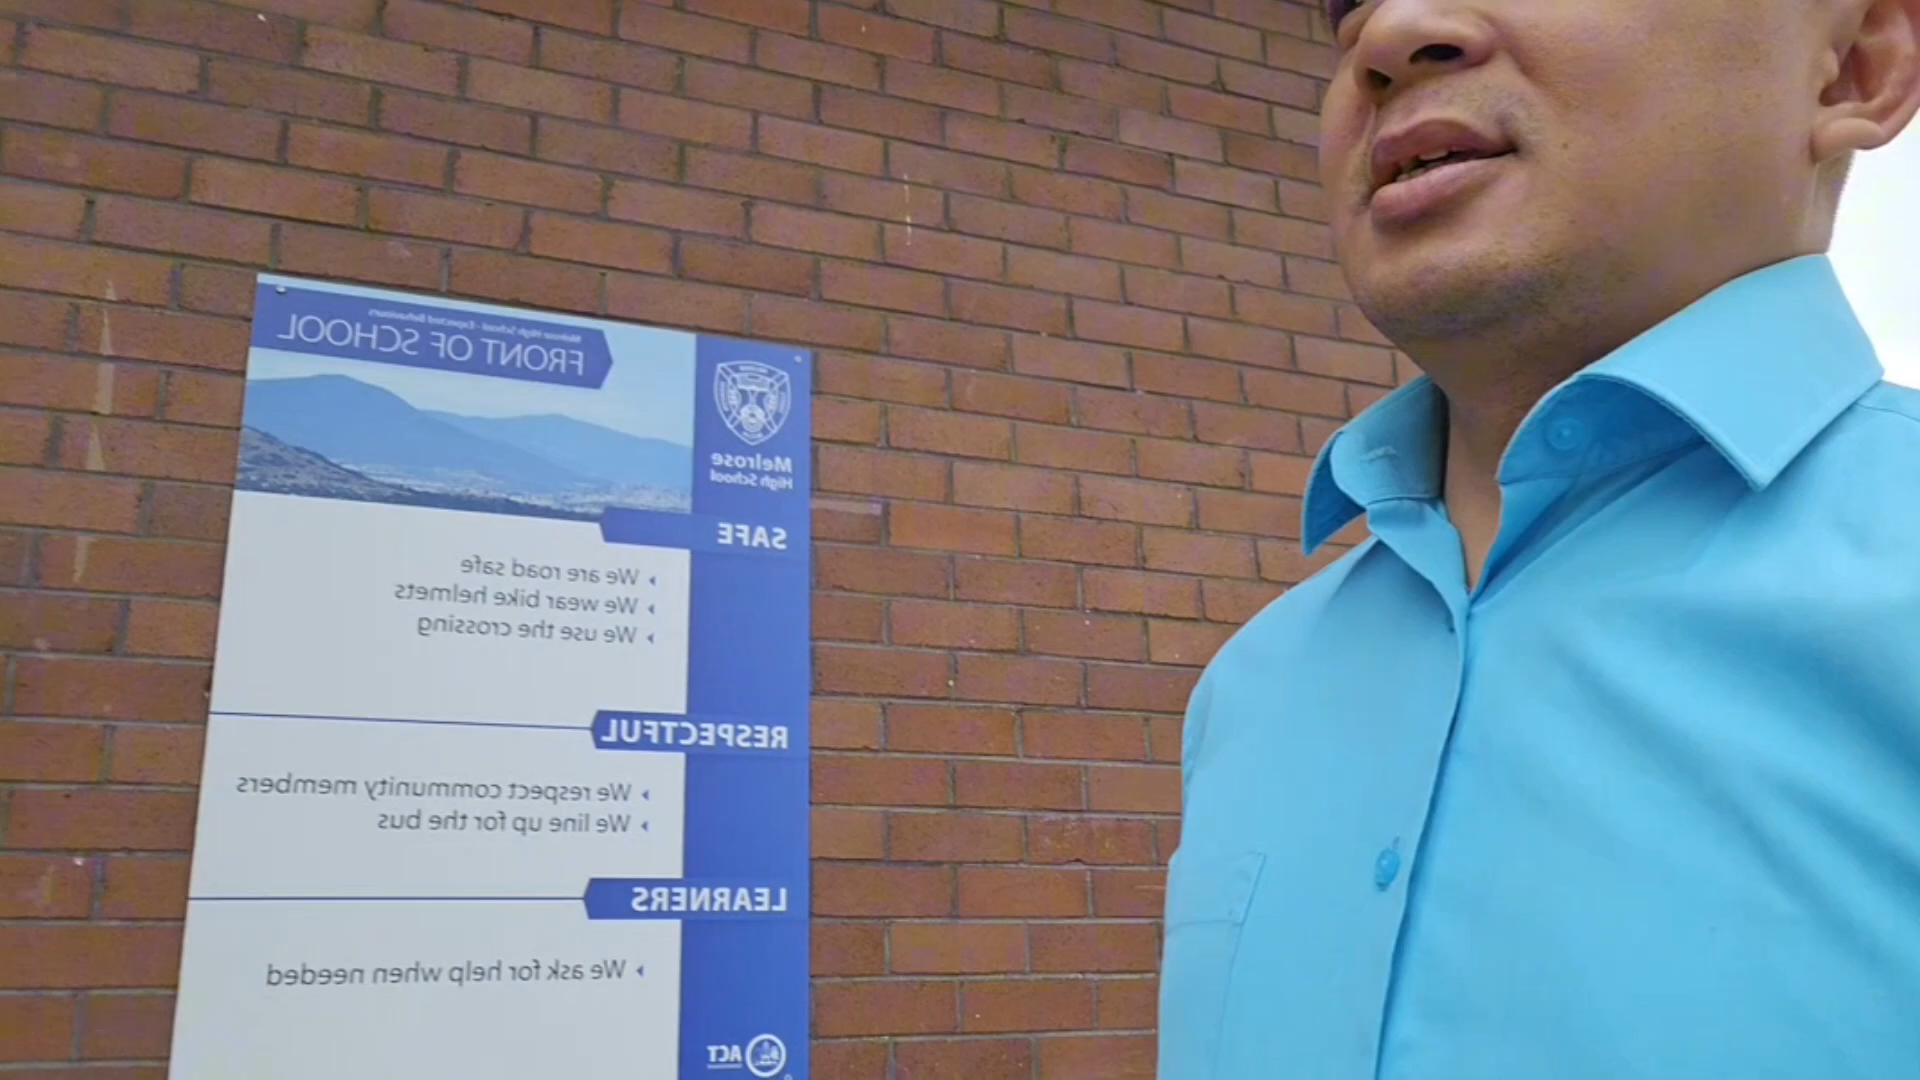 Melrose High School - Expected Behaviours
FRONT OF SCHOOL
Melrose
High School
SAFE
We are road safe
We wear bike helmets
We use the crossing
RESPECTFUL
We respect community members
We line up for the bus
LEARNERS
We ask for help when needed
ACT